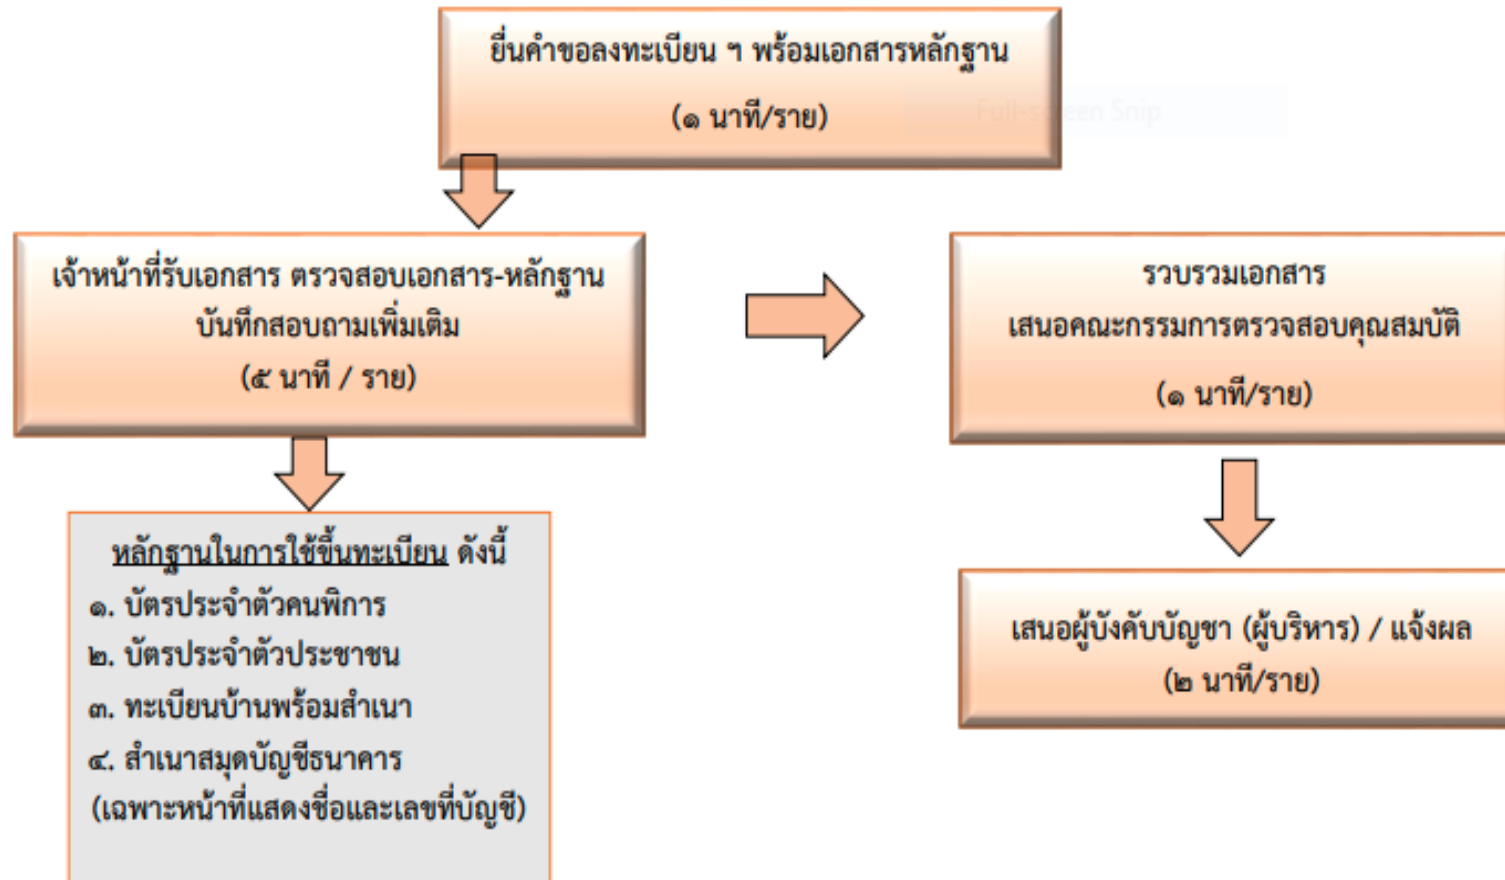 ยื่นคำขอลงทะเบียน ฯ พร้อมเอกสารหลักฐาน
(๑ นาที/ราย)
Full-screen Snip
เจ้าหน้าที่รับเอกสาร ตรวจสอบเอกสาร-หลักฐาน
บันทึกสอบถามเพิ่มเติม
(๕ นาที / ราย)
รวบรวมเอกสาร
เสนอคณะกรรมการตรวจสอบคุณสมบัติ
(๑ นาที/ราย)
หลักฐานในการใช้ขึ้นทะเบียน ดังนี้
๑. บัตรประจำตัวคนพิการ
๒. บัตรประจำตัวประชาชน
๓. ทะเบียนบ้านพร้อมสำเนา
๔. สำเนาสมุดบัญชีธนาคาร
(เฉพาะหน้าที่แสดงชื่อและเลขที่บัญชี)
เสนอผู้บังคับบัญชา (ผู้บริหาร) / แจ้งผล
(๒ นาที/ราย)